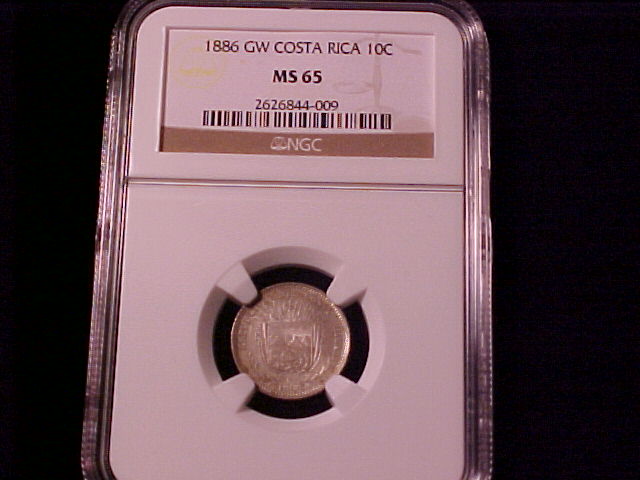 1886 GW COSTA RICA 10C
MS 65
2626844-009
NGC